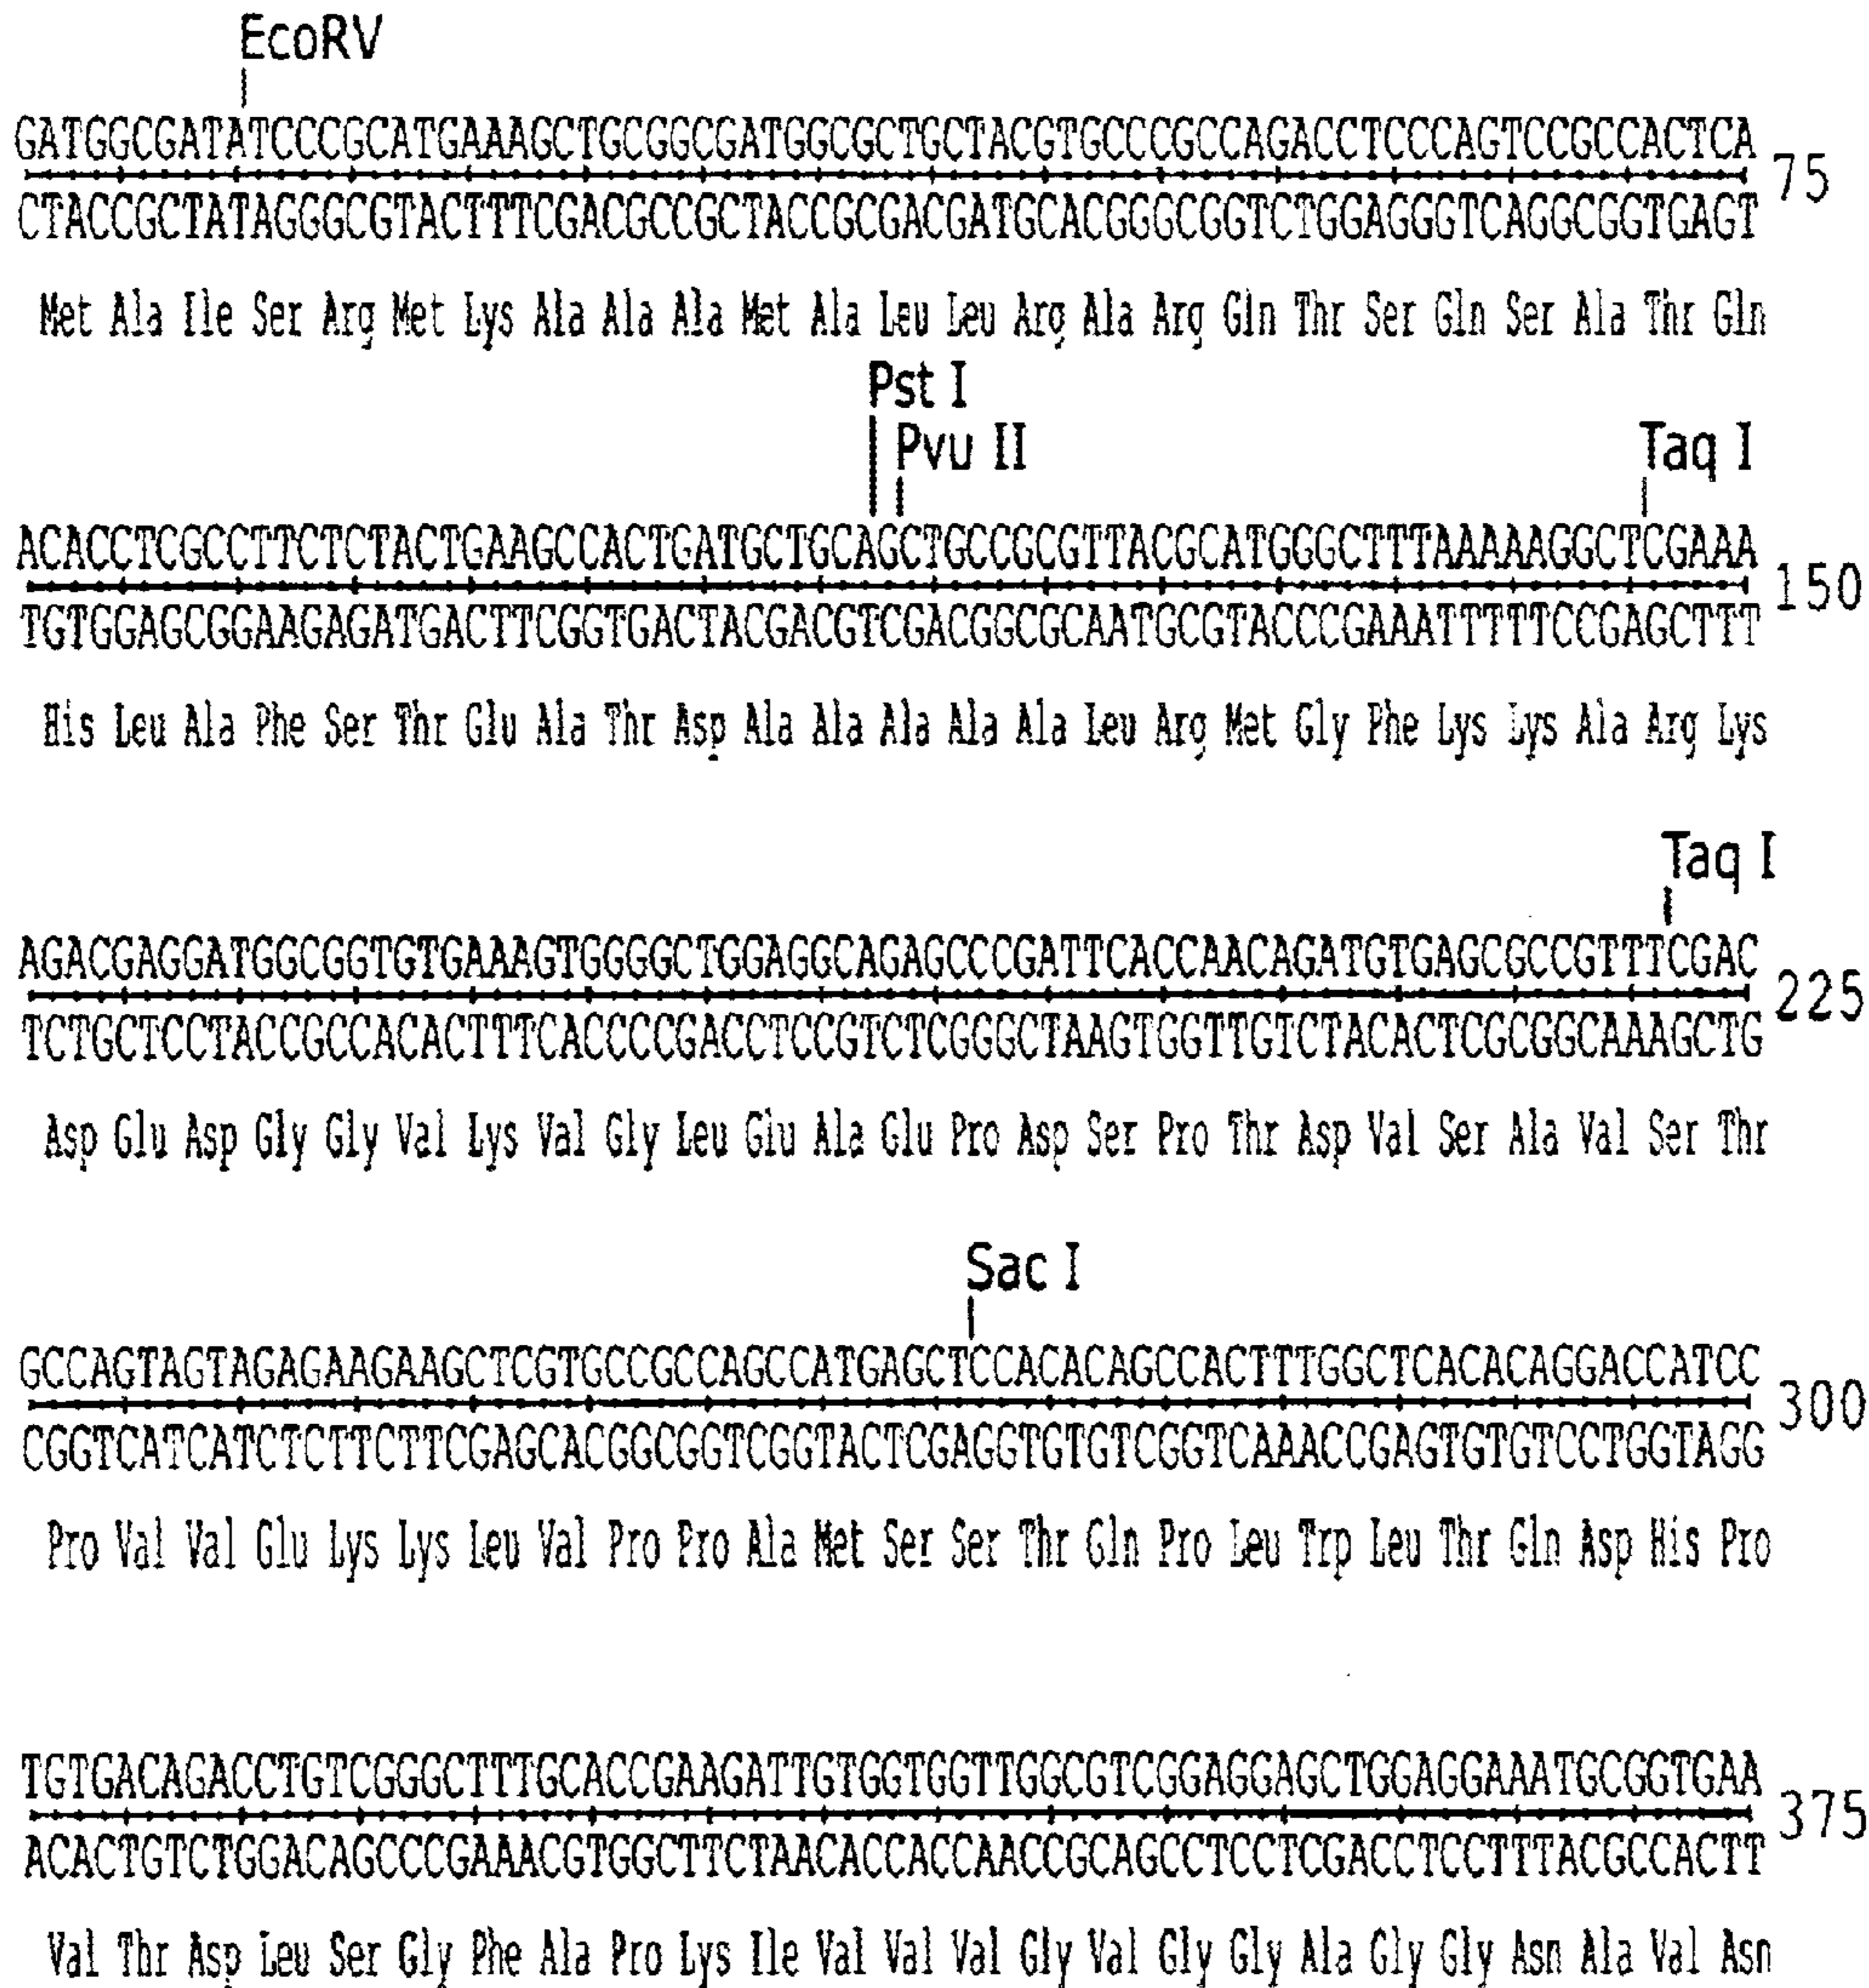 EcoRV
GATGGCGATATCCCGCATGAAAGCTGCGGCGATGGCGCTGCTACGTGCCCGCCAGACCTCCCAGTCCGCCACTCA
75
CTACCGCTATAGGGCGTACTTTCGACGCCGCTACCGCGACGATGCACGGGCGGTCTGGAGGGTCAGGCGGTGAGT
Met Ala Ile Ser Arg Met Lys Ala Ala Ala Met Ala Leu Leu Arg Ala Arg Gln Thr Ser Gln Ser Ala Thr Gln
Pst I
Pvu II Taq I
ACACCTCGCCTTCTCTACTGAAGCCACTGATGCTGCAGCTGCCGCGTTACGCATGGGCTTTAAAAAGGCTCGAAA
150
TGTGGAGCGGAAGAGATGACTTCGGTGACTACGACGTCGACGGCGCAATGCGTACCCGAAATTTTTCCGAGCTTT
His Leu Ala Phe Ser Thr Glu Ala Thr Asp Ala Ala Ala Ala Ala Leu Arg Met Gly Phe Lys Lys Ala Arg Lys
Taq I
AGACGAGGATGGCGGTGTGAAAGTGGGGCTGGAGGCAGAGCCCGATTCACCAACAGATGTGAGCGCCGTTTCGAC
225
TCTGCTCCTACCGCCACACTTTCACCCCGACCTCCGTCTCGGGCTAAGTGGTTGTCTACACTCGCGGCAAAGCTG
Asp Glu Asp Gly Gly Val Lys Val Gly Leu Glu Ala Glu Pro Asp Ser Pro Thr Asp Val Ser Ala Val Ser Thr
Sac I
GCCAGTAGTAGAGAAGAAGCTCGTGCCGCCAGCCATGAGCTCCACACAGCCACTTTGGCTCACACAGGACCATCC
300
CGGTCATCATCTCTTCTTCGAGCACGGCGGTCGGTACTCGAGGTGTGTCGGTCAAACCGAGTGTGTCCTGGTAGG
Pro Val Val Glu Lys Lys Leu Val Pro Pro Ala Met Ser Ser Thr Gln Pro Leu Trp Leu Thr Gln Asp His Pro
TGTGACAGACCTGTCGGGCTTTGCACCGAAGATTGTGGTGGTTGGCGTCGGAGGAGCTGGAGGAAATGCGGTGAA
375
ACACTGTCTGGACAGCCCGAAACGTGGCTTCTAACACCACCAACCGCAGCCTCCTCGACCTCCTTTACGCCACTT
Val Thr Asp Leu Ser Gly Phe Ala Pro Lys Ile Val Val Val Gly Val Gly Gly Ala Gly Gly Asn Ala Val Asn